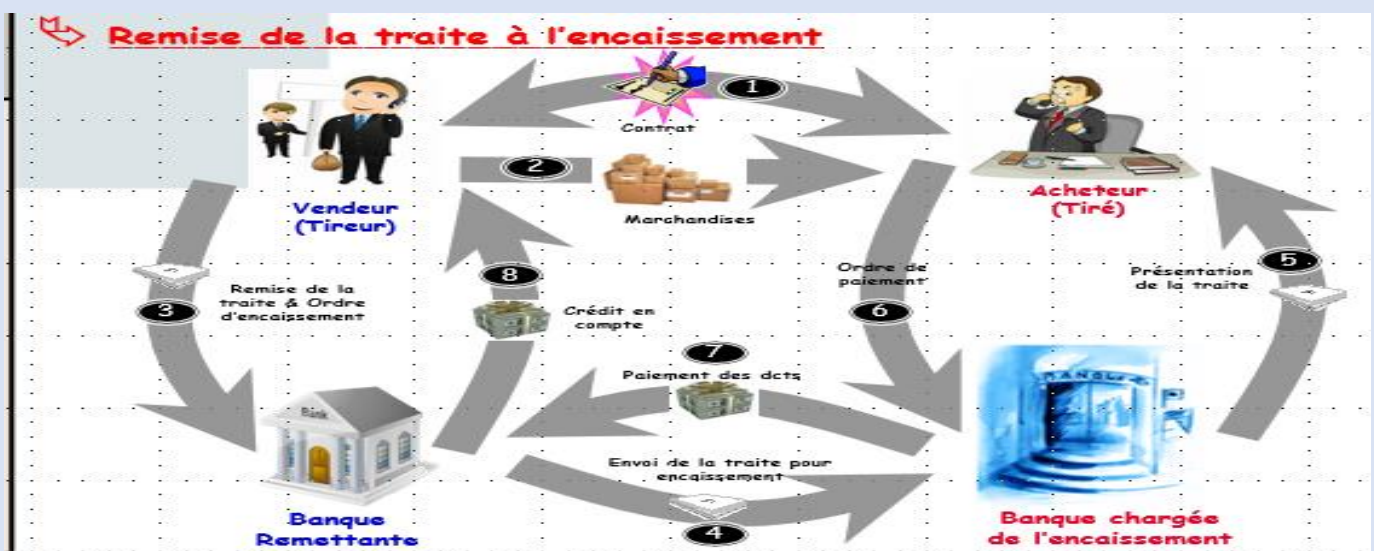 Remise de la traite à l'encaissement
1
Contrat
2
Marchandises
Vendeur
(Tireur)
Acheteur
(Tiré)
3
Remise de la
traite & Ordre
d'encaissement
8
Crédit en
compte
Ordre de
paiement
6
Présentation
de la traite
5
7
Paiement des dcts
Envoi de la traite pour
encaissement
4
Bank
BANQUE
Banque
Remettante
Banque chargée
de l'encaissement